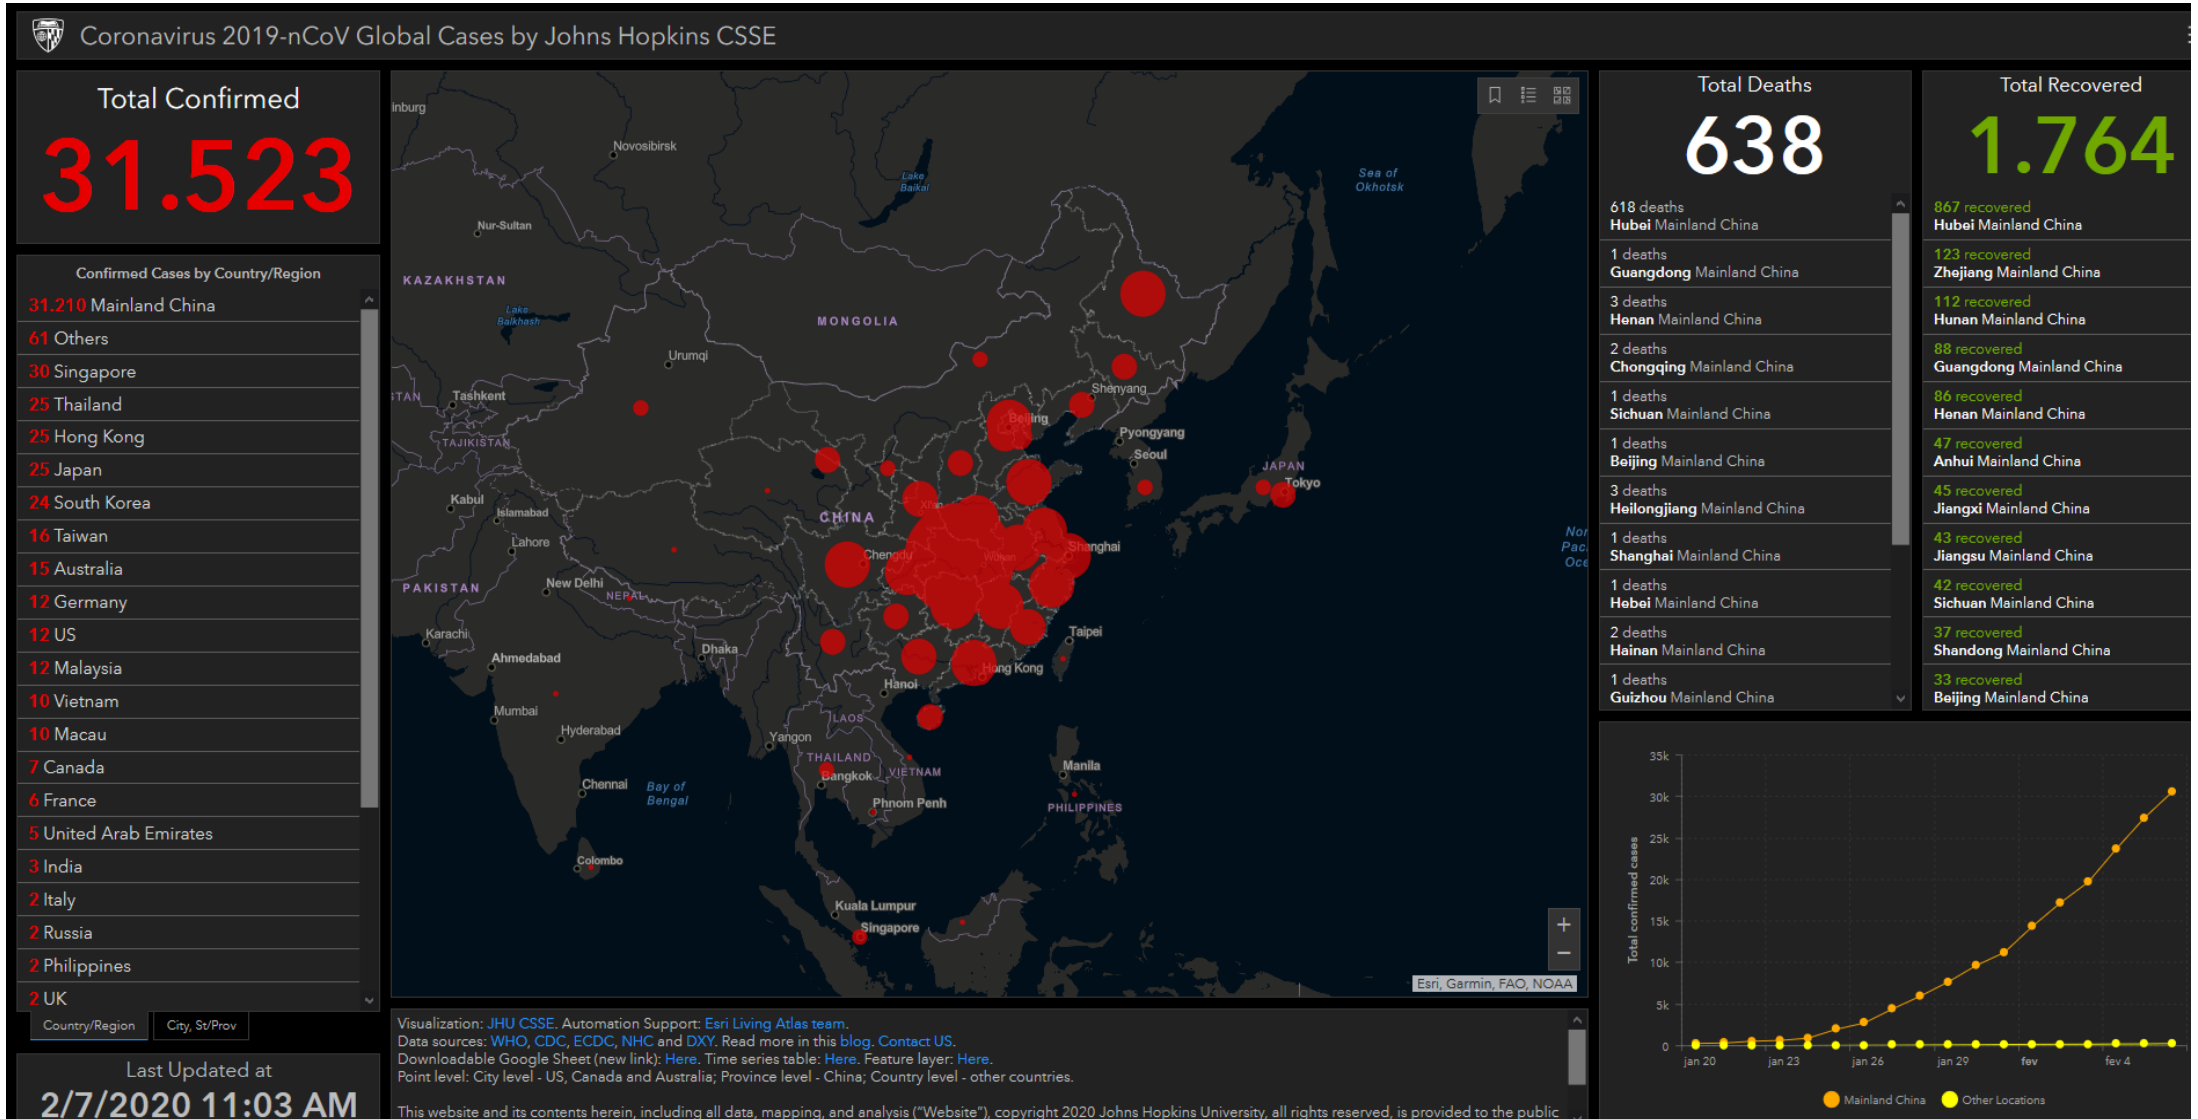 Coronavirus 2019-nCoV Global Cases by Johns Hopkins CSSE
Total Confirmed
31.523
Confirmed Cases by Country/Region
31.210 Mainland China
61 Others
30 Singapore
25 Thailand
25 Hong Kong
25 Japan
24 South Korea
16 Taiwan
15 Australia
12 Germany
12 US
12 Malaysia
10 Vietnam
10 Macau
7 Canada
6 France
5 United Arab Emirates
3 India
2 Italy
2 Russia
2 Philippines
2 UK
Country/Region
City, St/Prov
Last Updated at
2/7/2020 11:03 AM
inburg
Novosibirsk
Lake
Baikal
Sea of
Okhotsk
Nur-Sultan
KAZAKHSTAN
Lake
Balkhash
MONGOLIA
Urumqi
Shenyang
STAN
Tashkent
Beijing
TAJIKISTAN
Pyongyang
Seoul
JAPAN
Tokyo
Kabul
Islamabad
Xi'an
CHINA
Lahore
Chengdu
Wuhan
Shanghai
Nor
Pac
Oce
PAKISTAN
New Delhi
NEPAL
Karachi
Taipei
Ahmedabad
Dhaka
Hong Kong
Hanoi
Mumbai
LAOS
Hyderabad
Yangon
THAILAND
VIETNAM
Bangkok
Manila
Chennai
Bay of
Bengal
Phnom Penh
PHILIPPINES
Colombo
Kuala Lumpur
Singapore
+
−
Esri, Garmin, FAO, NOAA
Visualization: JHU CSSE. Automation Support: Esri Living Atlas team.
Data sources: WHO, CDC, ECDC, NHC and DXY. Read more in this blog. Contact US.
Downloadable Google Sheet (new link): Here. Time series table: Here. Feature layer: Here.
Point level: City level - US, Canada and Australia; Province level - China; Country level - other countries.
This website and its contents herein, including all data, mapping, and analysis ("Website"), copyright 2020 Johns Hopkins University, all rights reserved, is provided to the public
Total Deaths
638
618 deaths
Hubei Mainland China
1 deaths
Guangdong Mainland China
3 deaths
Henan Mainland China
2 deaths
Chongqing Mainland China
1 deaths
Sichuan Mainland China
1 deaths
Beijing Mainland China
3 deaths
Heilongjiang Mainland China
1 deaths
Shanghai Mainland China
1 deaths
Hebei Mainland China
2 deaths
Hainan Mainland China
1 deaths
Guizhou Mainland China
Total Recovered
1.764
867 recovered
Hubei Mainland China
123 recovered
Zhejiang Mainland China
112 recovered
Hunan Mainland China
88 recovered
Guangdong Mainland China
86 recovered
Henan Mainland China
47 recovered
Anhui Mainland China
45 recovered
Jiangxi Mainland China
43 recovered
Jiangsu Mainland China
42 recovered
Sichuan Mainland China
37 recovered
Shandong Mainland China
33 recovered
Beijing Mainland China
Total confirmed cases
35k
30k
25k
20k
15k
10k
5k
0
jan 20
jan 23
jan 26
jan 29
fev
fev 4
Mainland China
Other Locations